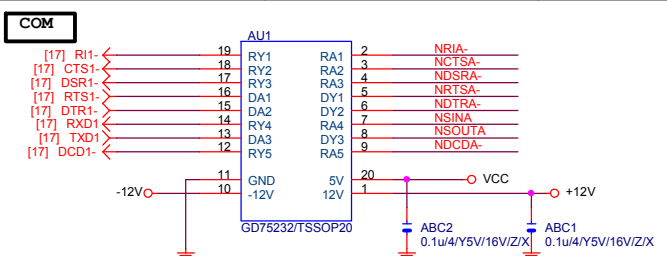 COM
AU1
[17] RI1- 19 RY1 RA1 2 NRIA-
[17] CTS1- 18 RY2 RA2 3 NCTSA-
[17] DSR1- 17 RY3 RA3 4 NDSRA-
[17] RTS1- 16 DA1 DY1 5 NRTSA-
[17] DTR1- 15 DA2 DY2 6 NDTRA-
[17] RXD1 14 RY4 RA4 7 NSINA
[17] TXD1 13 DA3 DY3 8 NSOUTA
[17] DCD1- 12 RY5 RA5 9 NDCDA-
11 GND 5V 20 VCC
-12V 10 -12V 12V 1 +12V
GD75232/TSSOP20
ABC2
0.1u/4/Y5V/16V/Z/X
ABC1
0.1u/4/Y5V/16V/Z/X